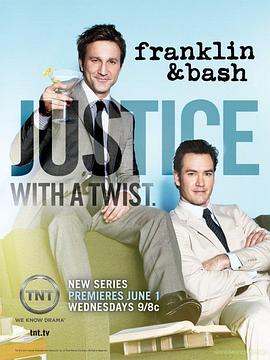 franklin
&bash
JUSTICE
WITH A TWIST.
TNT
WE KNOW DRAMA
tnt.tv
NEW SERIES
PREMIERES JUNE 1
WEDNESDAYS 9/8c